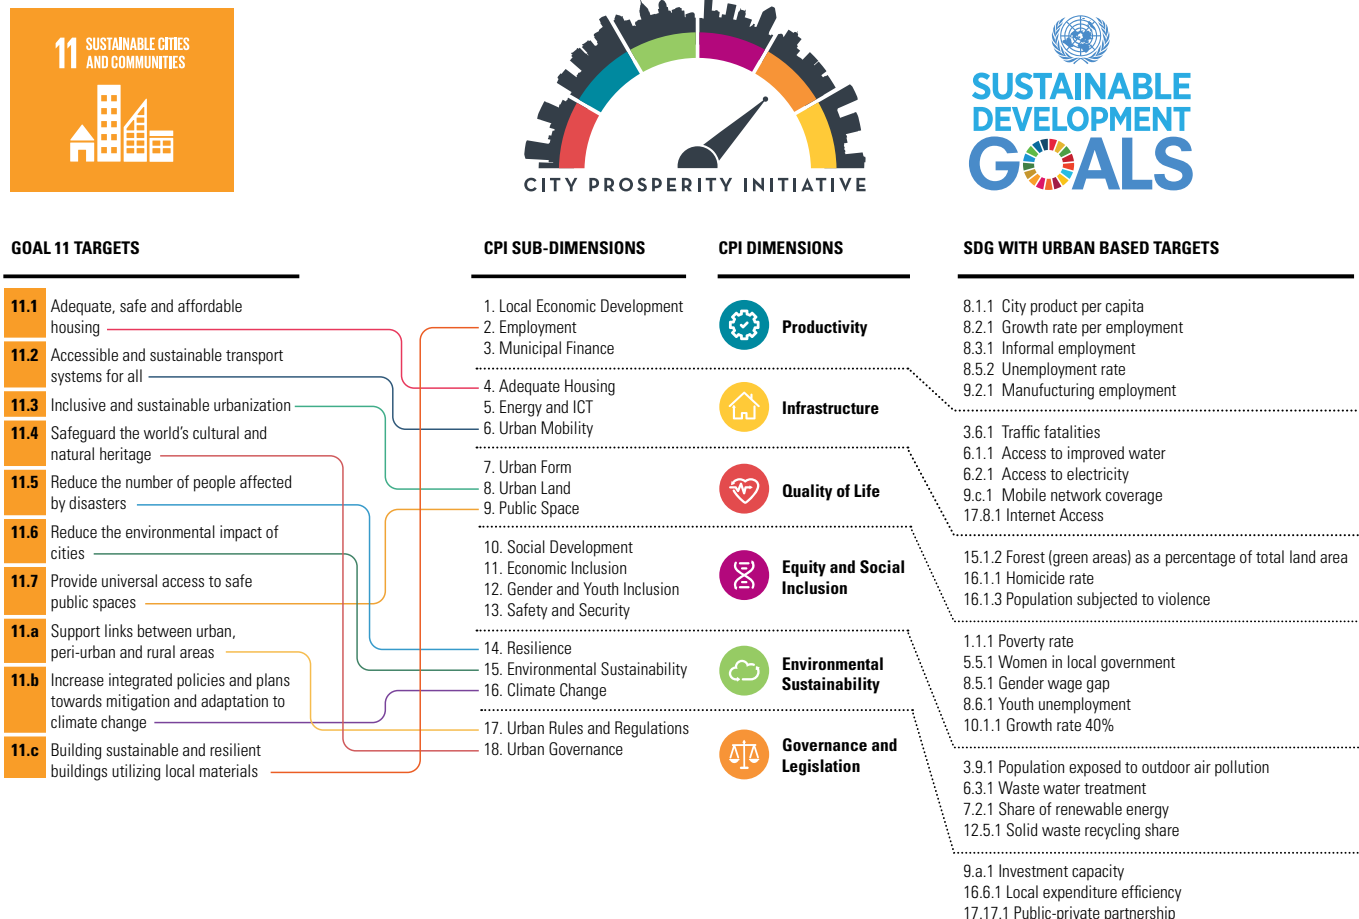 11 SUSTAINABLE CITIES
AND COMMUNITIES
CITY PROSPERITY INITIATIVE
SUSTAINABLE
DEVELOPMENT
GOALS
GOAL 11 TARGETS
11.1 Adequate, safe and affordable
housing
11.2 Accessible and sustainable transport
systems for all
11.3 Inclusive and sustainable urbanization
11.4 Safeguard the world's cultural and
natural heritage
11.5 Reduce the number of people affected
by disasters
11.6 Reduce the environmental impact of
cities
11.7 Provide universal access to safe
public spaces
11.a Support links between urban,
peri-urban and rural areas
11.b Increase integrated policies and plans
towards mitigation and adaptation to
climate change
11.c Building sustainable and resilient
buildings utilizing local materials
CPI SUB-DIMENSIONS
1. Local Economic Development
2. Employment
3. Municipal Finance
4. Adequate Housing
5. Energy and ICT
6. Urban Mobility
7. Urban Form
8. Urban Land
9. Public Space
10. Social Development
11. Economic Inclusion
12. Gender and Youth Inclusion
13. Safety and Security
14. Resilience
15. Environmental Sustainability
16. Climate Change
17. Urban Rules and Regulations
18. Urban Governance
CPI DIMENSIONS
Productivity
Infrastructure
Quality of Life
Equity and Social
Inclusion
Environmental
Sustainability
Governance and
Legislation
SDG WITH URBAN BASED TARGETS
8.1.1 City product per capita
8.2.1 Growth rate per employment
8.3.1 Informal employment
8.5.2 Unemployment rate
9.2.1 Manufucturing employment
3.6.1 Traffic fatalities
6.1.1 Access to improved water
6.2.1 Access to electricity
9.c.1 Mobile network coverage
17.8.1 Internet Access
15.1.2 Forest (green areas) as a percentage of total land area
16.1.1 Homicide rate
16.1.3 Population subjected to violence
1.1.1 Poverty rate
5.5.1 Women in local government
8.5.1 Gender wage gap
8.6.1 Youth unemployment
10.1.1 Growth rate 40%
3.9.1 Population exposed to outdoor air pollution
6.3.1 Waste water treatment
7.2.1 Share of renewable energy
12.5.1 Solid waste recycling share
9.a.1 Investment capacity
16.6.1 Local expenditure efficiency
17.17.1 Public-private partnership